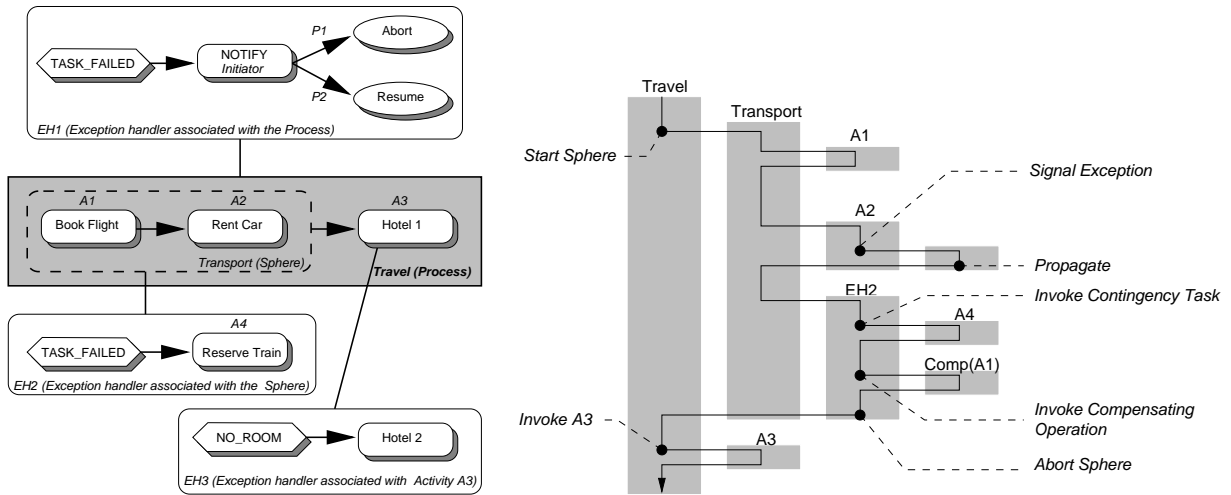 P1
Abort
TASK_FAILED
NOTIFY
Initiator
P2
Resume
EH1 (Exception handler associated with the Process)
A1
A2
A3
Book Flight
Rent Car
Hotel 1
Transport (Sphere)
Travel (Process)
A4
TASK_FAILED
Reserve Train
EH2 (Exception handler associated with the Sphere)
NO_ROOM
Hotel 2
EH3 (Exception handler associated with Activity A3)
Travel
Transport
A1
Start Sphere
Signal Exception
A2
Propagate
EH2
Invoke Contingency Task
A4
Comp(A1)
Invoke A3
Invoke Compensating
Operation
A3
Abort Sphere